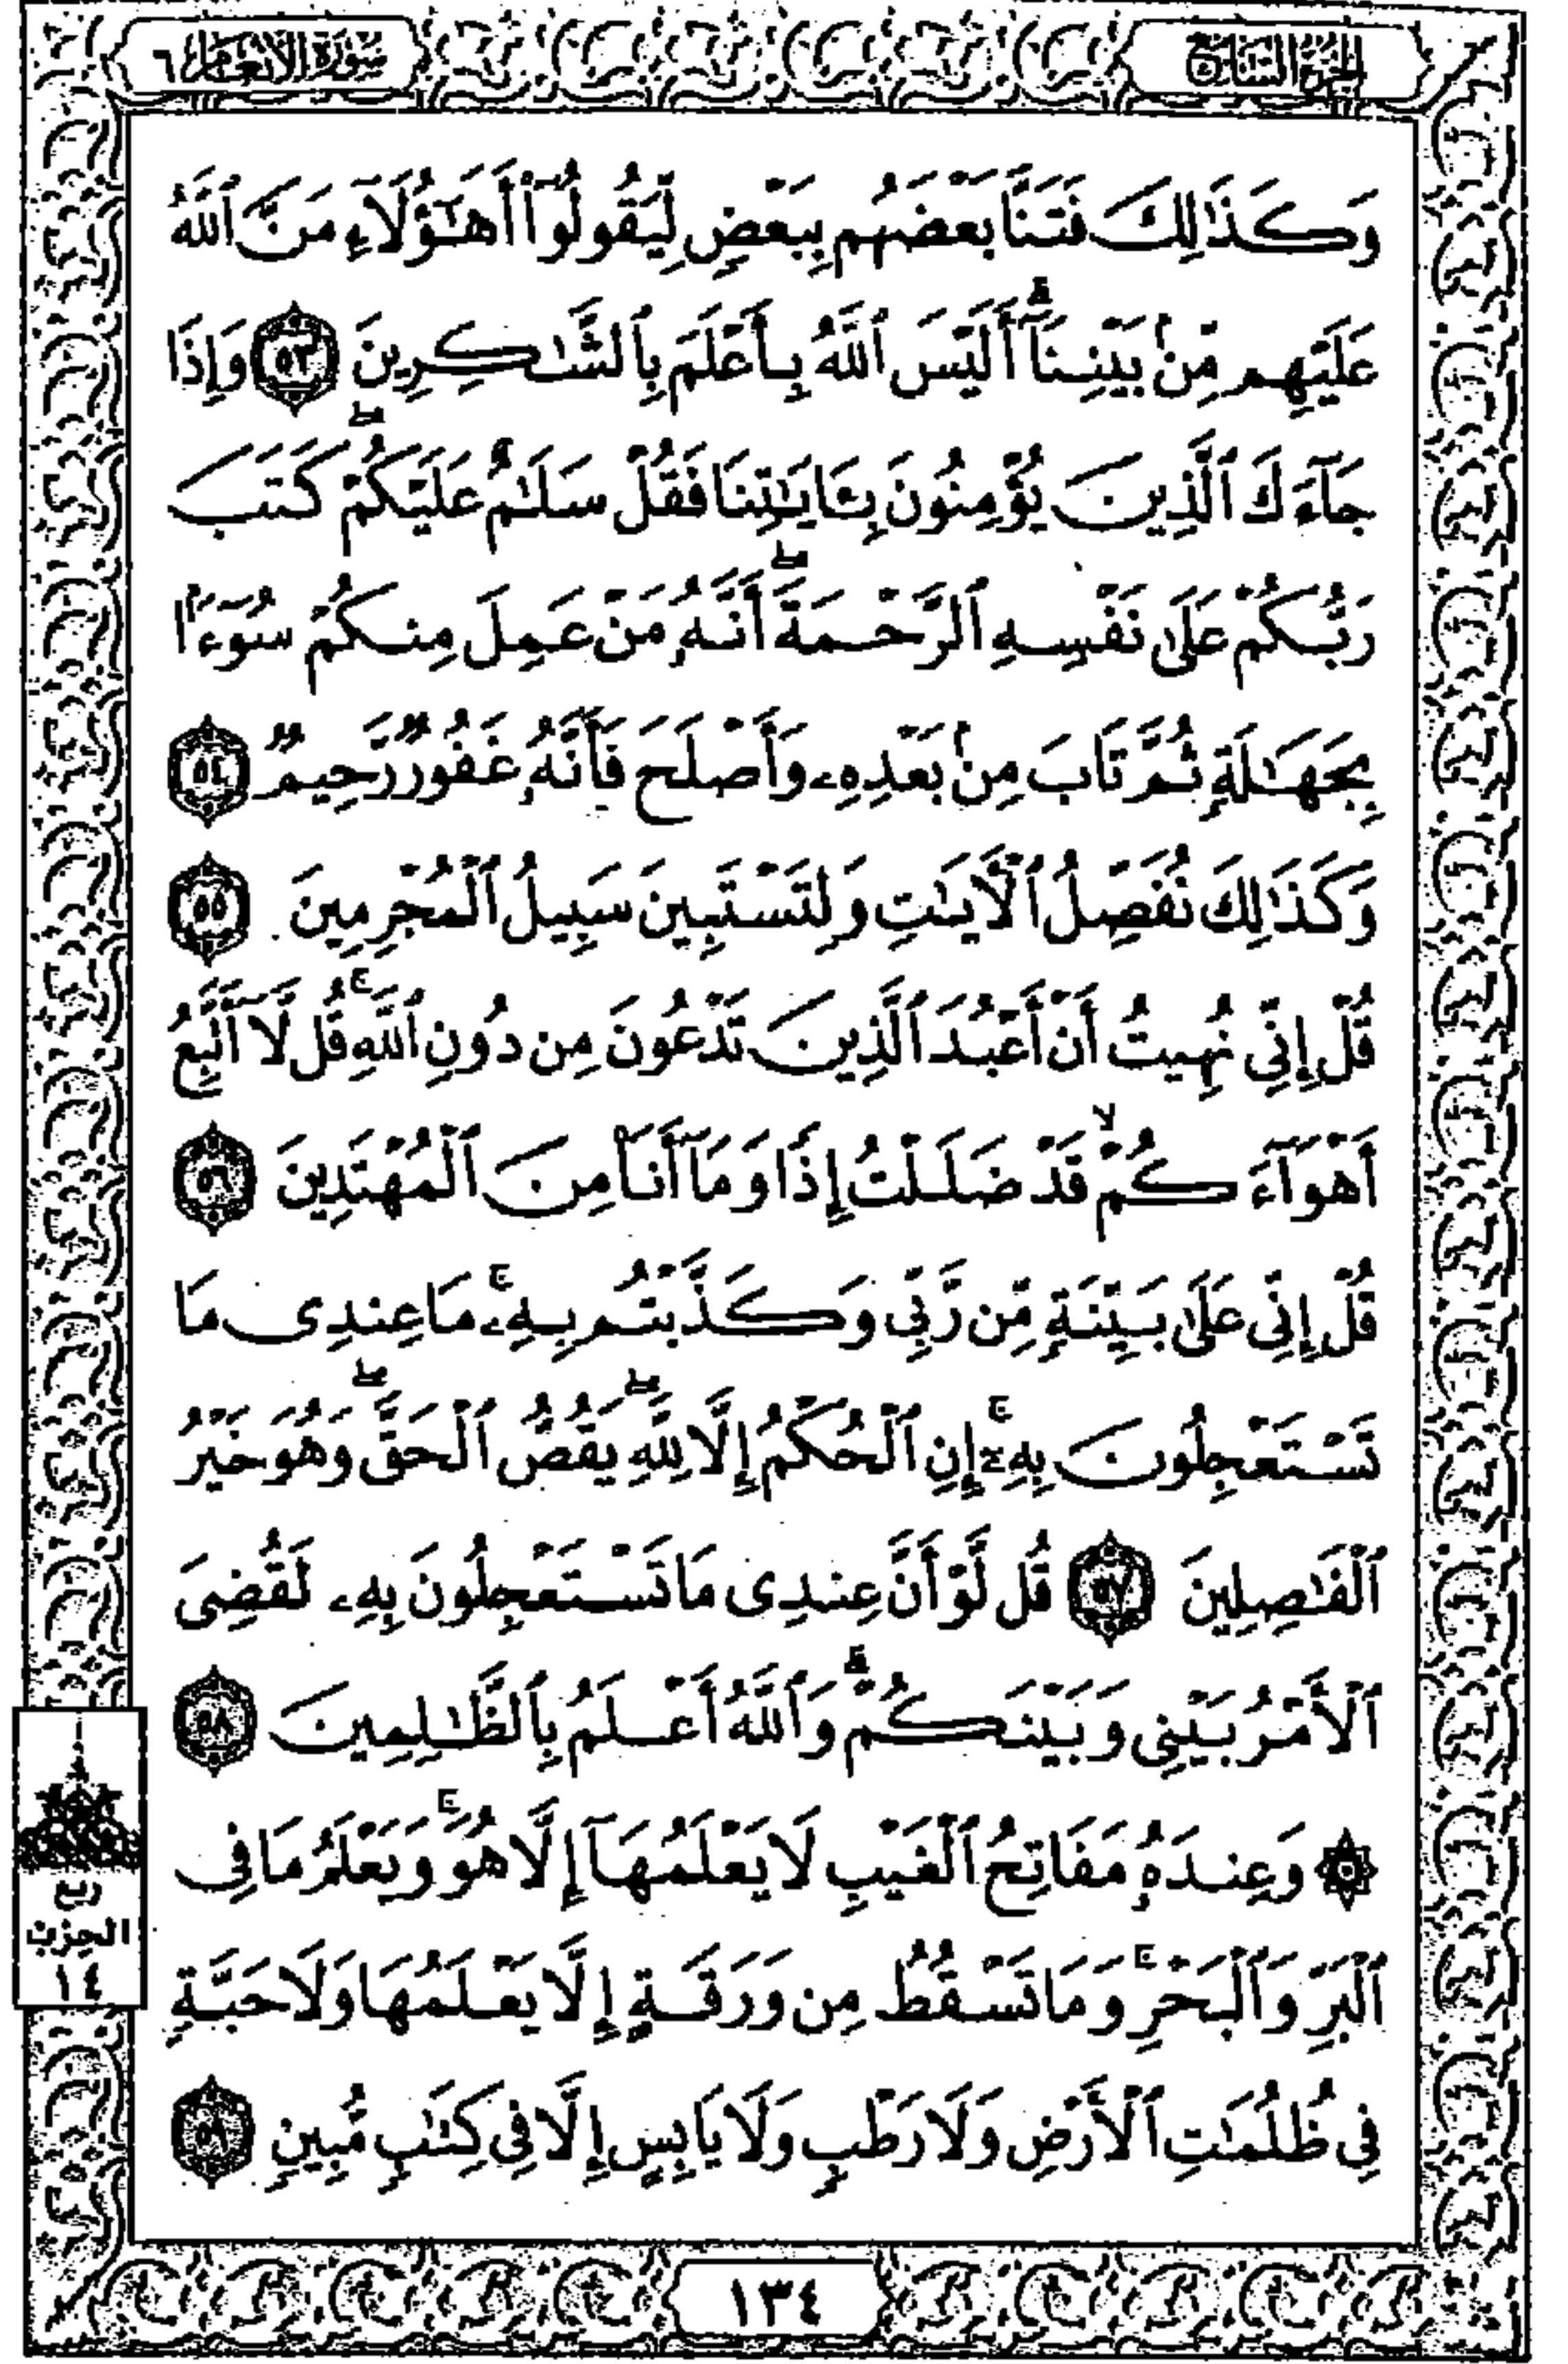 الجزء السابع
سورة الأنعام ٦
وَكَذَٰلِكَ فَتَنَّا بَعْضَهُم بِبَعْضٍ لِّيَقُولُوٓا۟ أَهَـٰٓؤُلَآءِ مَنَّ ٱللَّهُ
عَلَيْهِم مِّنۢ بَيْنِنَآ ۗ أَلَيْسَ ٱللَّهُ بِأَعْلَمَ بِٱلشَّـٰكِرِينَ ٥٣ وَإِذَا
جَآءَكَ ٱلَّذِينَ يُؤْمِنُونَ بِـَٔايَـٰتِنَا فَقُلْ سَلَـٰمٌ عَلَيْكُمْ ۖ كَتَبَ
رَبُّكُمْ عَلَىٰ نَفْسِهِ ٱلرَّحْمَةَ ۖ أَنَّهُۥ مَنْ عَمِلَ مِنكُمْ سُوٓءًۢا
بِجَهَـٰلَةٍ ثُمَّ تَابَ مِنۢ بَعْدِهِۦ وَأَصْلَحَ فَأَنَّهُۥ غَفُورٌ رَّحِيمٌ ٥٤
وَكَذَٰلِكَ نُفَصِّلُ ٱلْـَٔايَـٰتِ وَلِتَسْتَبِينَ سَبِيلُ ٱلْمُجْرِمِينَ ٥٥
قُلْ إِنِّى نُهِيتُ أَنْ أَعْبُدَ ٱلَّذِينَ تَدْعُونَ مِن دُونِ ٱللَّهِ ۚ قُل لَّآ أَتَّبِعُ
أَهْوَآءَكُمْ ۙ قَدْ ضَلَلْتُ إِذًا وَمَآ أَنَا۠ مِنَ ٱلْمُهْتَدِينَ ٥٦
قُلْ إِنِّى عَلَىٰ بَيِّنَةٍ مِّن رَّبِّى وَكَذَّبْتُم بِهِۦ ۚ مَا عِندِى مَا
تَسْتَعْجِلُونَ بِهِۦٓ ۚ إِنِ ٱلْحُكْمُ إِلَّا لِلَّهِ ۖ يَقُصُّ ٱلْحَقَّ ۖ وَهُوَ خَيْرُ
ٱلْفَـٰصِلِينَ ٥٧ قُل لَّوْ أَنَّ عِندِى مَا تَسْتَعْجِلُونَ بِهِۦ لَقُضِىَ
ٱلْأَمْرُ بَيْنِى وَبَيْنَكُمْ ۗ وَٱللَّهُ أَعْلَمُ بِٱلظَّـٰلِمِينَ ٥٨
۞ وَعِندَهُۥ مَفَاتِحُ ٱلْغَيْبِ لَا يَعْلَمُهَآ إِلَّا هُوَ ۚ وَيَعْلَمُ مَا فِى
ٱلْبَرِّ وَٱلْبَحْرِ ۚ وَمَا تَسْقُطُ مِن وَرَقَةٍ إِلَّا يَعْلَمُهَا وَلَا حَبَّةٍ
فِى ظُلُمَـٰتِ ٱلْأَرْضِ وَلَا رَطْبٍ وَلَا يَابِسٍ إِلَّا فِى كِتَـٰبٍ مُّبِينٍ ٥٩
ربع
الحزب
١٤
١٣٤